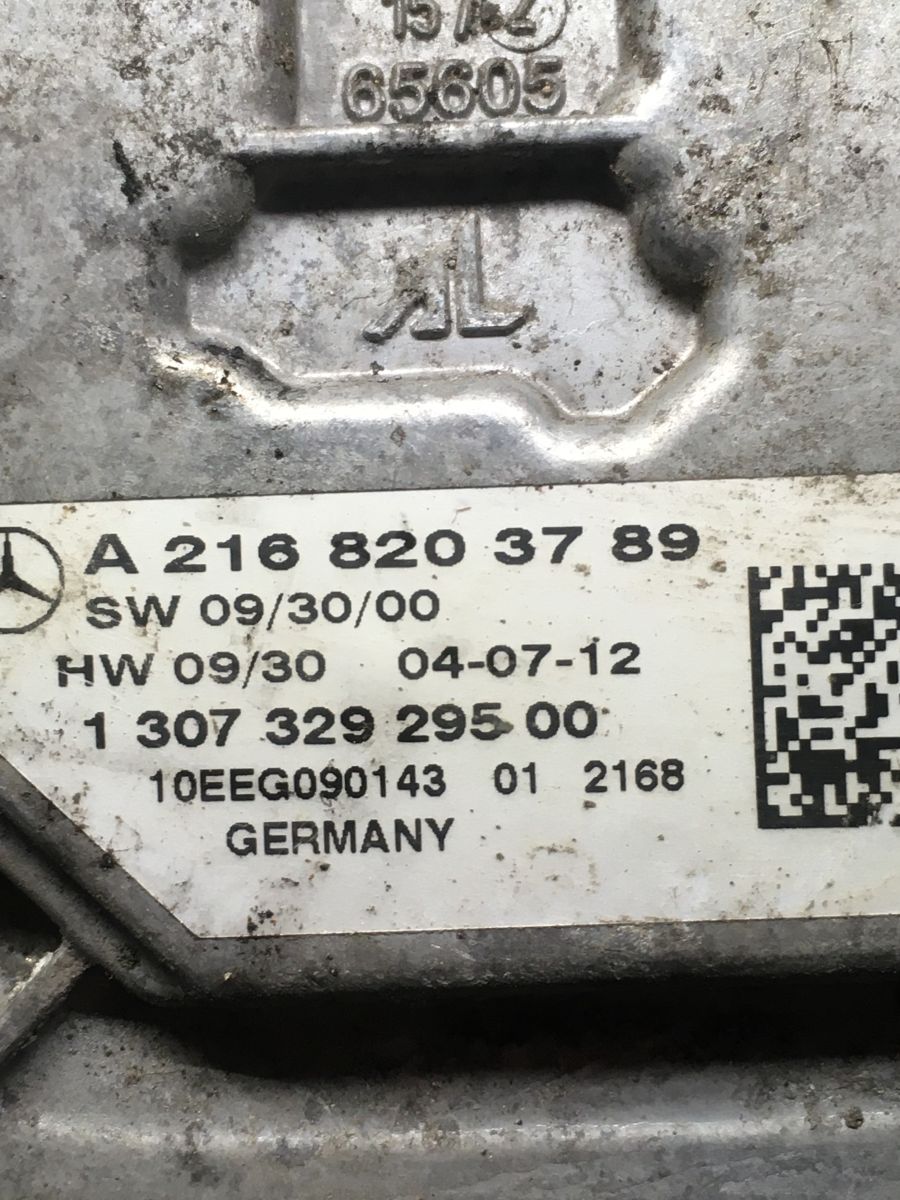 65605
A 216 820 37 89
SW 09/30/00
HW 09/30 04-07-12
1 307 329 295 00
10EEG090143 01 2168
GERMANY